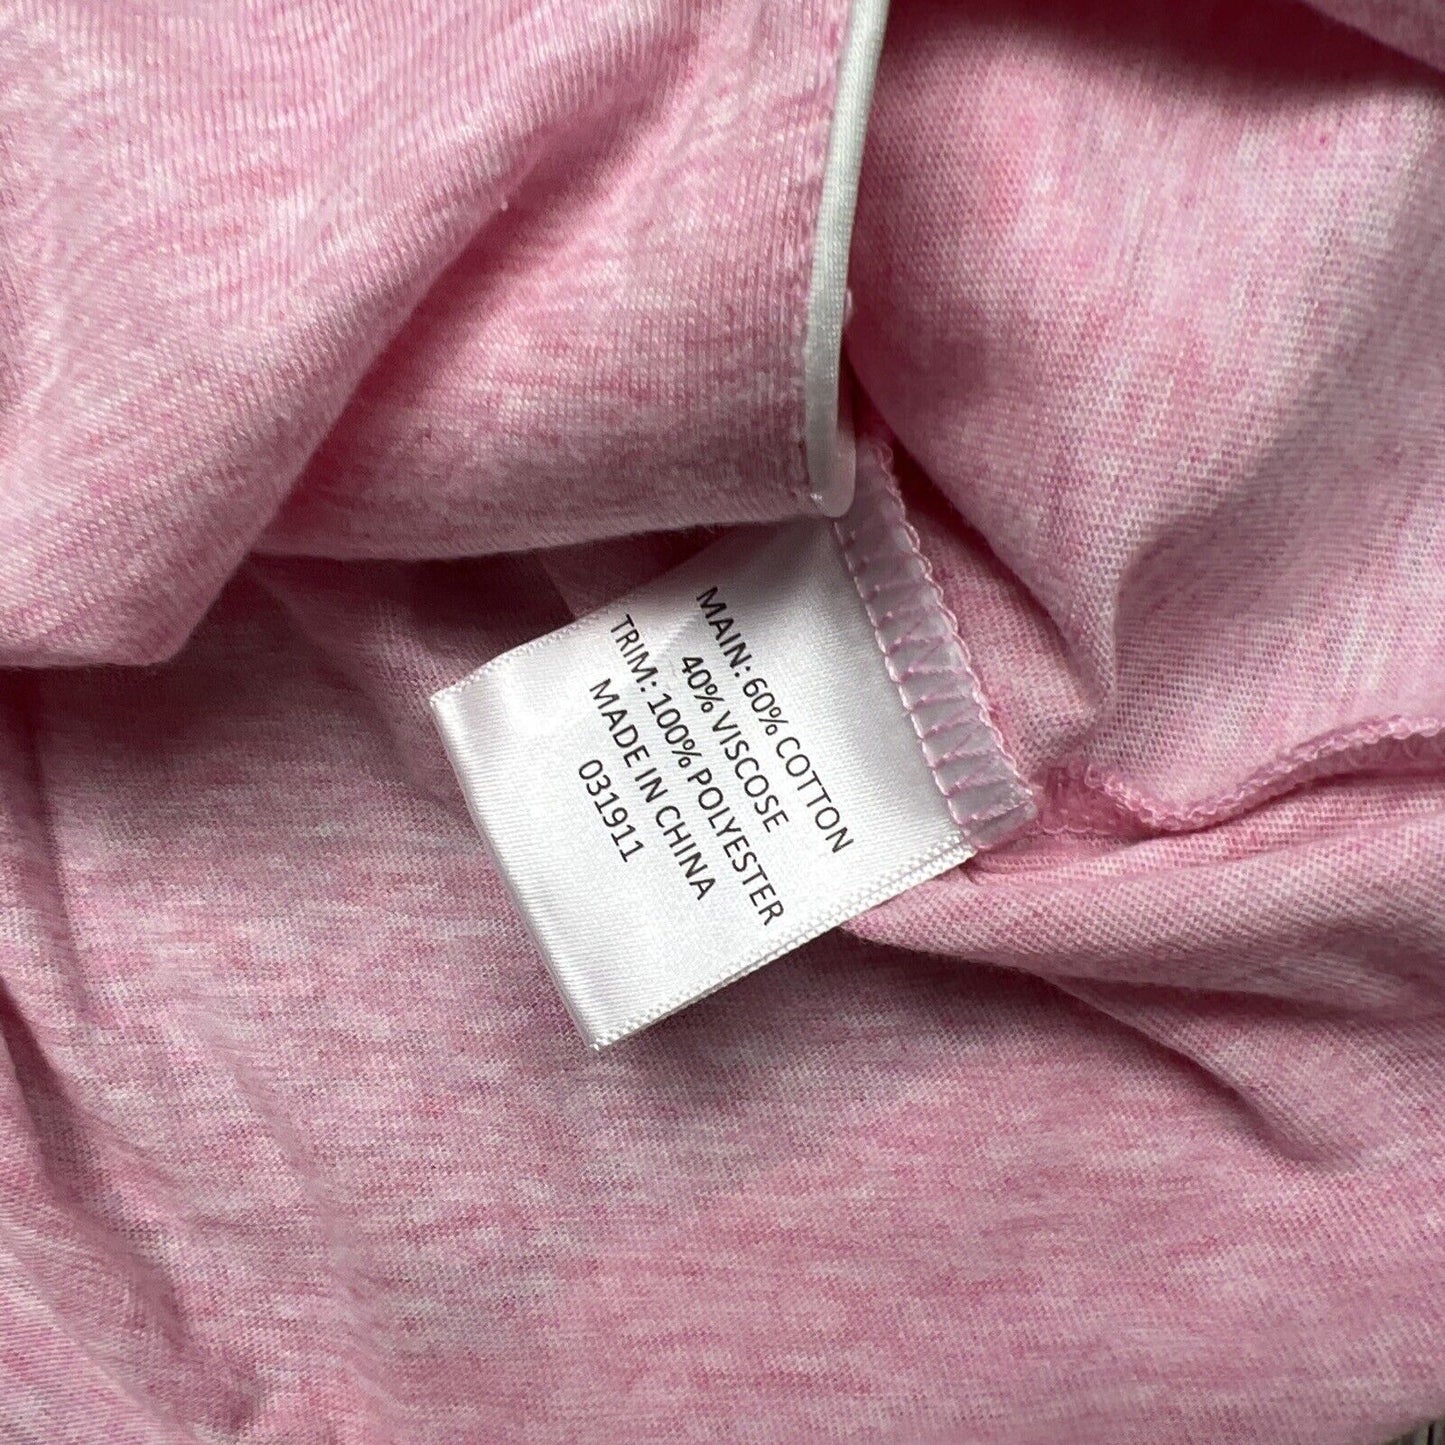 MAIN: 60% COTTON
40% VISCOSE
TRIM: 100% POLYESTER
MADE IN CHINA
031911